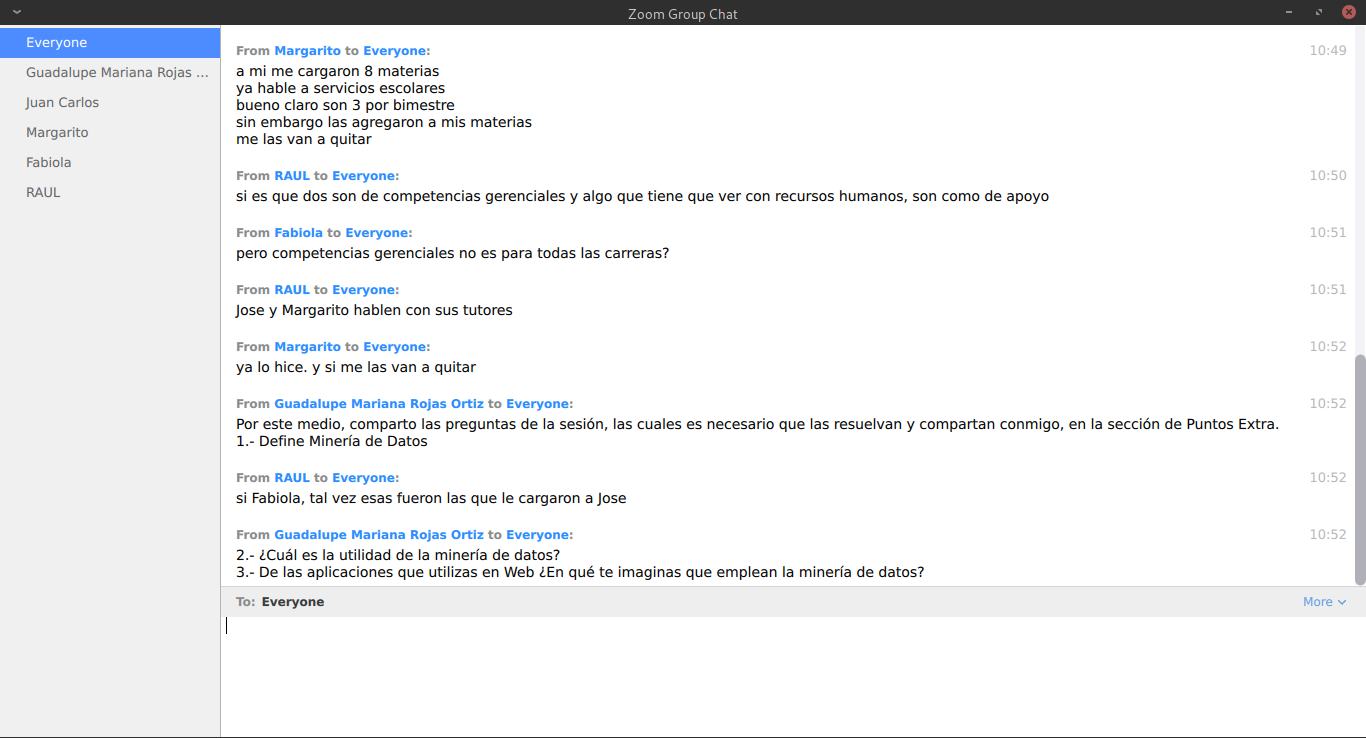 Zoom Group Chat
Everyone
Guadalupe Mariana Rojas ...
Juan Carlos
Margarito
Fabiola
RAUL
From Margarito to Everyone: 10:49
a mi me cargaron 8 materias
ya hable a servicios escolares
bueno claro son 3 por bimestre
sin embargo las agregaron a mis materias
me las van a quitar
From RAUL to Everyone: 10:50
si es que dos son de competencias gerenciales y algo que tiene que ver con recursos humanos, son como de apoyo
From Fabiola to Everyone: 10:51
pero competencias gerenciales no es para todas las carreras?
From RAUL to Everyone: 10:51
Jose y Margarito hablen con sus tutores
From Margarito to Everyone: 10:52
ya lo hice. y si me las van a quitar
From Guadalupe Mariana Rojas Ortiz to Everyone: 10:52
Por este medio, comparto las preguntas de la sesión, las cuales es necesario que las resuelvan y compartan conmigo, en la sección de Puntos Extra.
1.- Define Minería de Datos
From RAUL to Everyone: 10:52
si Fabiola, tal vez esas fueron las que le cargaron a Jose
From Guadalupe Mariana Rojas Ortiz to Everyone: 10:52
2.- ¿Cuál es la utilidad de la minería de datos?
3.- De las aplicaciones que utilizas en Web ¿En qué te imaginas que emplean la minería de datos?
To: Everyone More